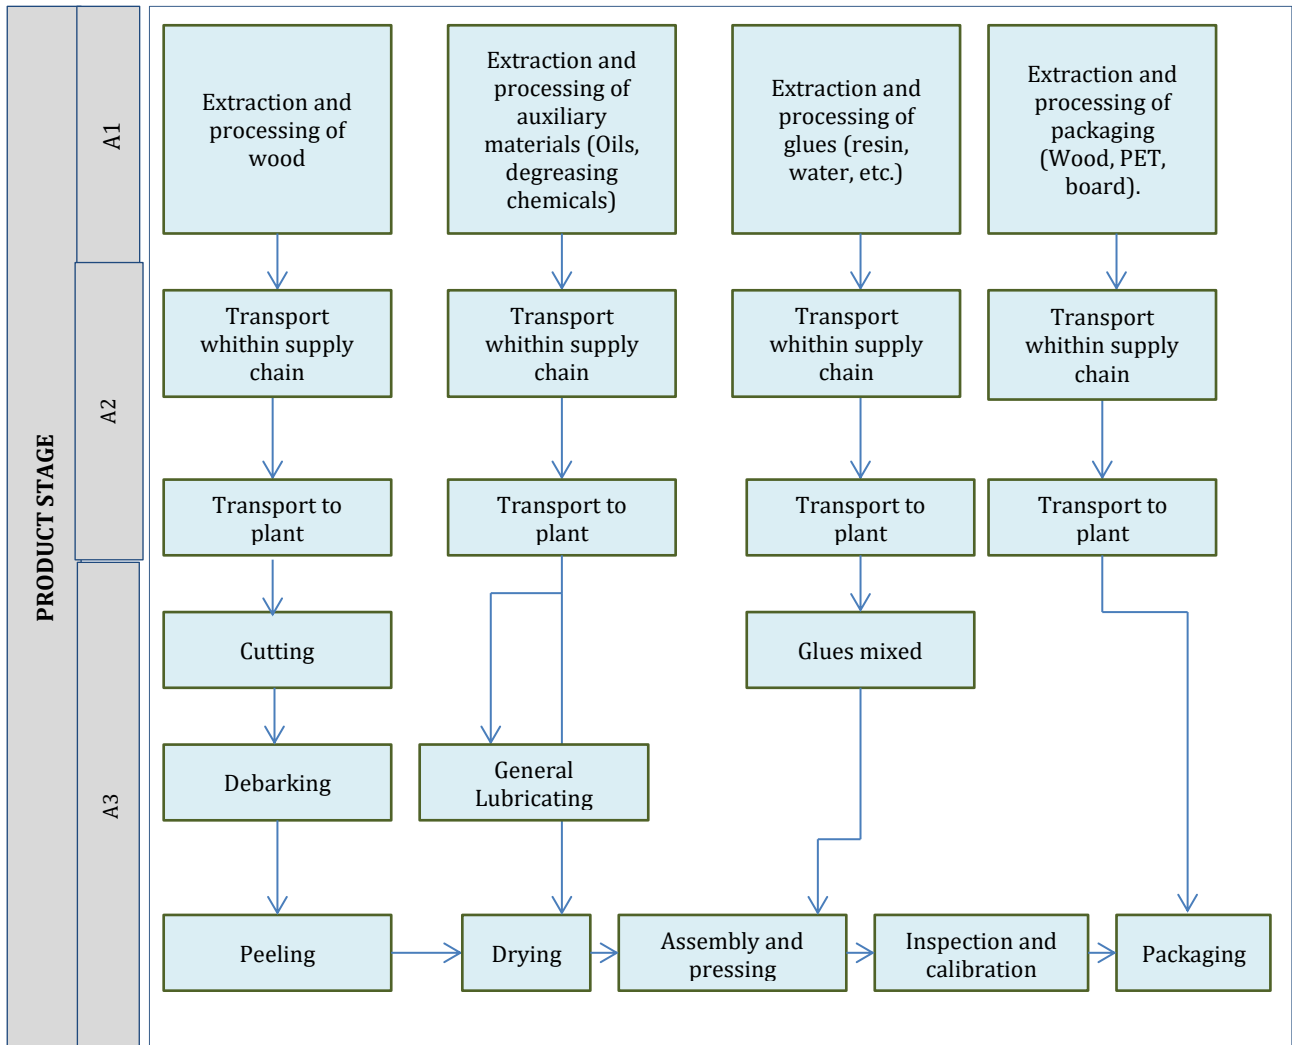 PRODUCT STAGE
A1
Extraction and
processing of
wood
Extraction and
processing of
auxiliary
materials (Oils,
degreasing
chemicals)
Extraction and
processing of
glues (resin,
water, etc.)
Extraction and
processing of
packaging
(Wood, PET,
board).
A2
Transport
whithin supply
chain
Transport
whithin supply
chain
Transport
whithin supply
chain
Transport
whithin supply
chain
Transport to
plant
Transport to
plant
Transport to
plant
Transport to
plant
A3
Cutting
Glues mixed
Debarking
General
Lubricating
Peeling
Drying
Assembly and
pressing
Inspection and
calibration
Packaging